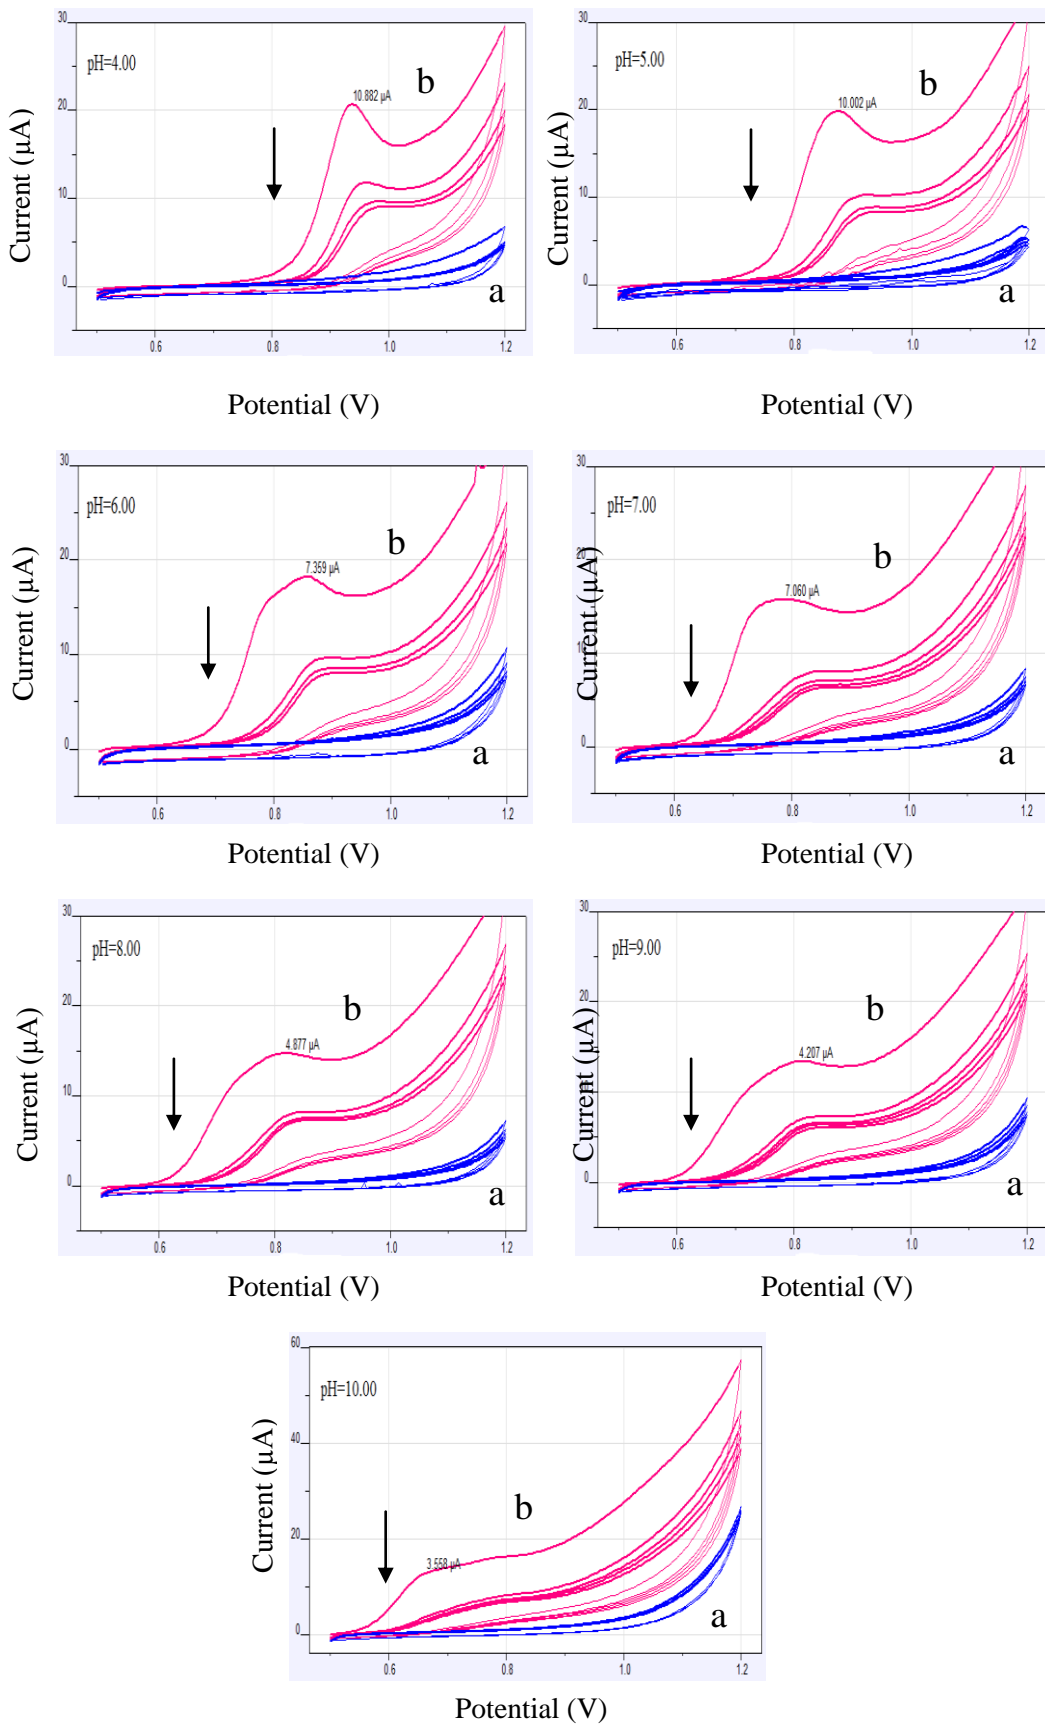 30
20
10
0
0.6
0.8
1.0
1.2
pH=4.00
10.882 µA
b
a
Current (µA)
Potential (V)
30
20
10
0
0.6
0.8
1.0
1.2
pH=5.00
10.002 µA
b
a
Current (µA)
Potential (V)
30
20
10
0
0.6
0.8
1.0
1.2
pH=6.00
7.359 µA
b
a
Current (µA)
Potential (V)
30
20
10
0
0.6
0.8
1.0
1.2
pH=7.00
7.060 µA
b
a
Current (µA)
Potential (V)
30
20
10
0
0.6
0.8
1.0
1.2
pH=8.00
4.877 µA
b
a
Current (µA)
Potential (V)
30
20
10
0
0.6
0.8
1.0
1.2
pH=9.00
4.207 µA
b
a
Current (µA)
Potential (V)
60
40
20
0
0.6
0.8
1.0
1.2
pH=10.00
3.558 µA
b
a
Current (µA)
Potential (V)